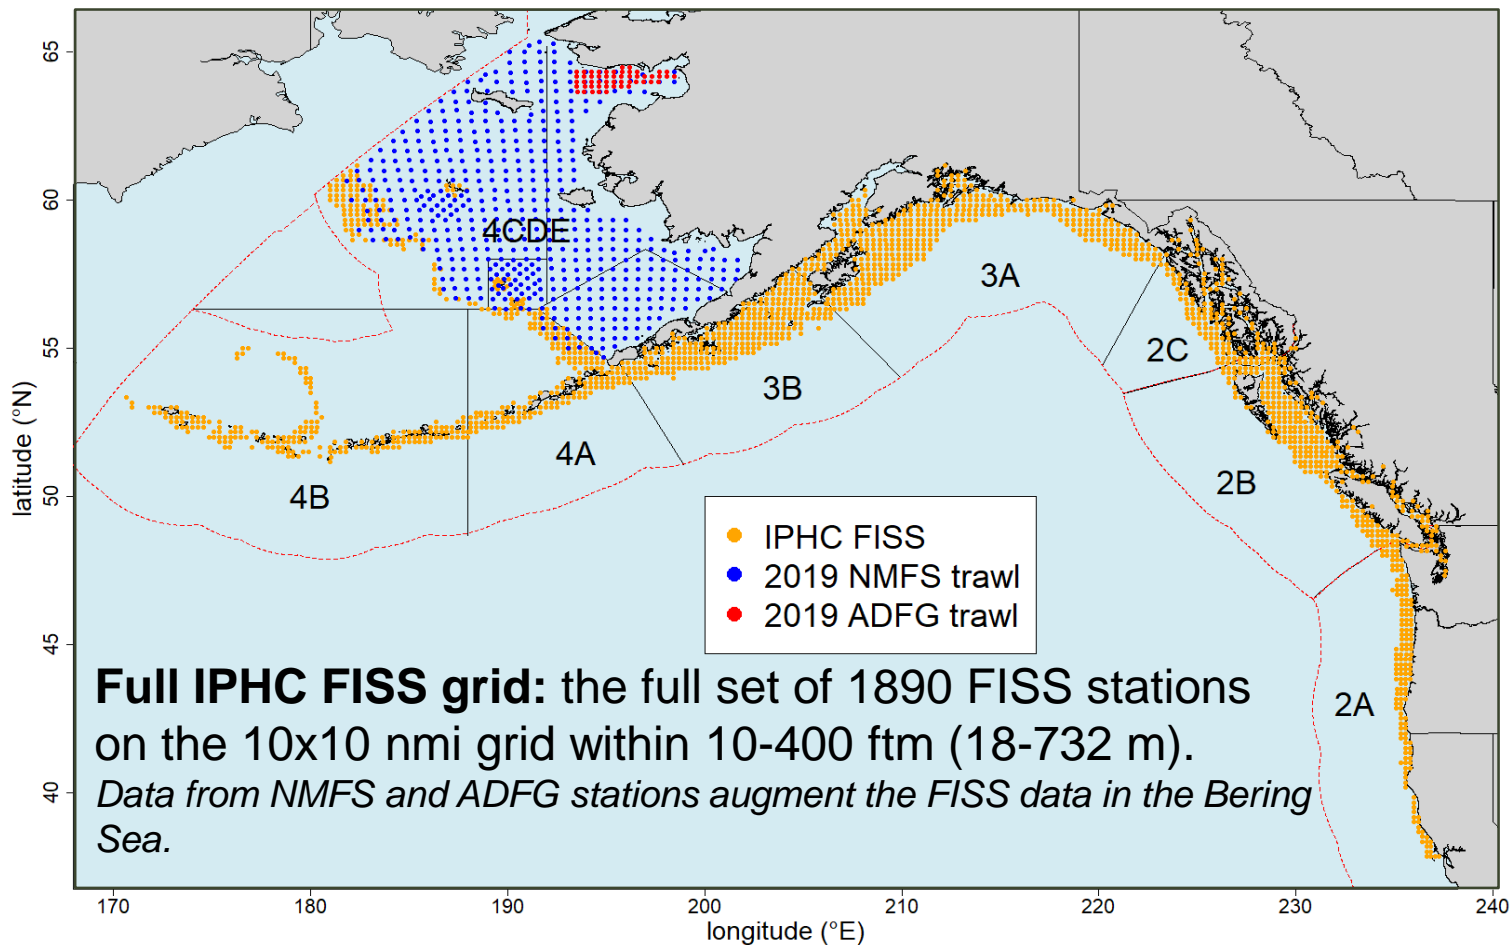 65
60
55
50
45
40
latitude (°N)
4CDE
3A
2C
3B
4A
2B
4B
2A
IPHC FISS
2019 NMFS trawl
2019 ADFG trawl
Full IPHC FISS grid: the full set of 1890 FISS stations
on the 10x10 nmi grid within 10-400 ftm (18-732 m).
Data from NMFS and ADFG stations augment the FISS data in the Bering
Sea.
170 180 190 200 210 220 230 240
longitude (°E)